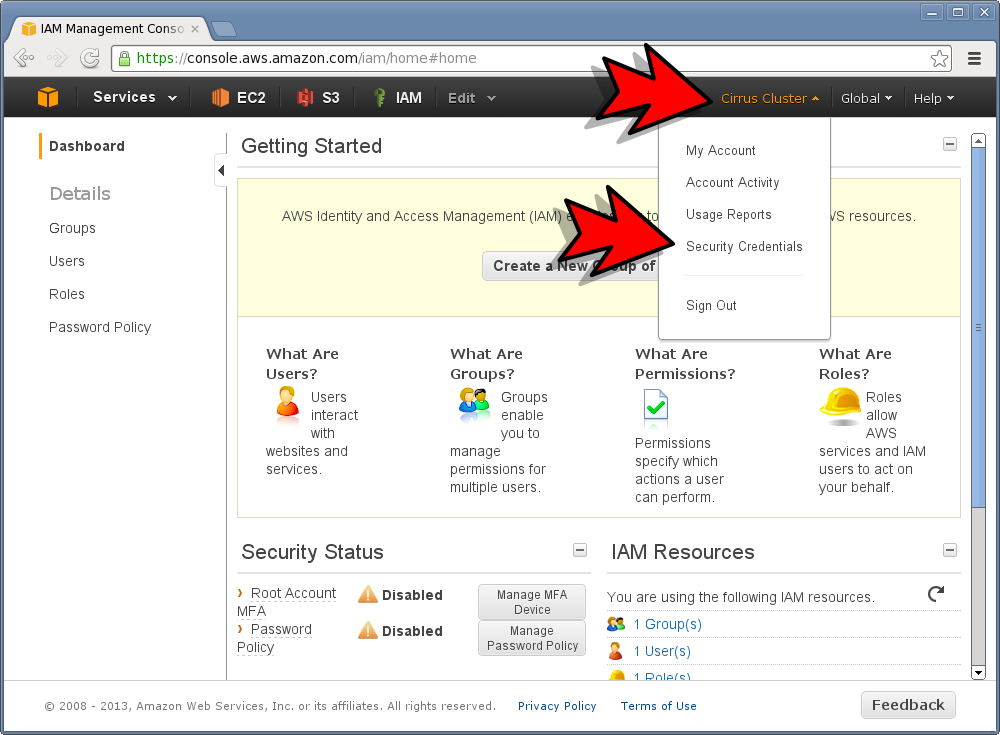 IAM Management Conso
https://console.aws.amazon.com/iam/home#home
Services EC2 S3 IAM Edit Cirrus Cluster Global Help
My Account
Account Activity
Usage Reports
Security Credentials
Sign Out
Dashboard
Details
Groups
Users
Roles
Password Policy
Getting Started
AWS Identity and Access Management (IAM) resources.
Create a New Group of
What Are
Users?
Users
interact
with
websites and
services.
What Are
Groups?
Groups
enable
you to
manage
permissions for
multiple users.
What Are
Permissions?
Permissions
specify which
actions a user
can perform.
What Are
Roles?
Roles
allow
AWS
services and IAM
users to act on
your behalf.
Security Status
Root Account Disabled
MFA
Manage MFA
Device
Password Disabled
Policy
Manage
Password Policy
IAM Resources
You are using the following IAM resources.
1 Group(s)
1 User(s)
1 Role(s)
© 2008 - 2013, Amazon Web Services, Inc. or its affiliates. All rights reserved. Privacy Policy Terms of Use Feedback